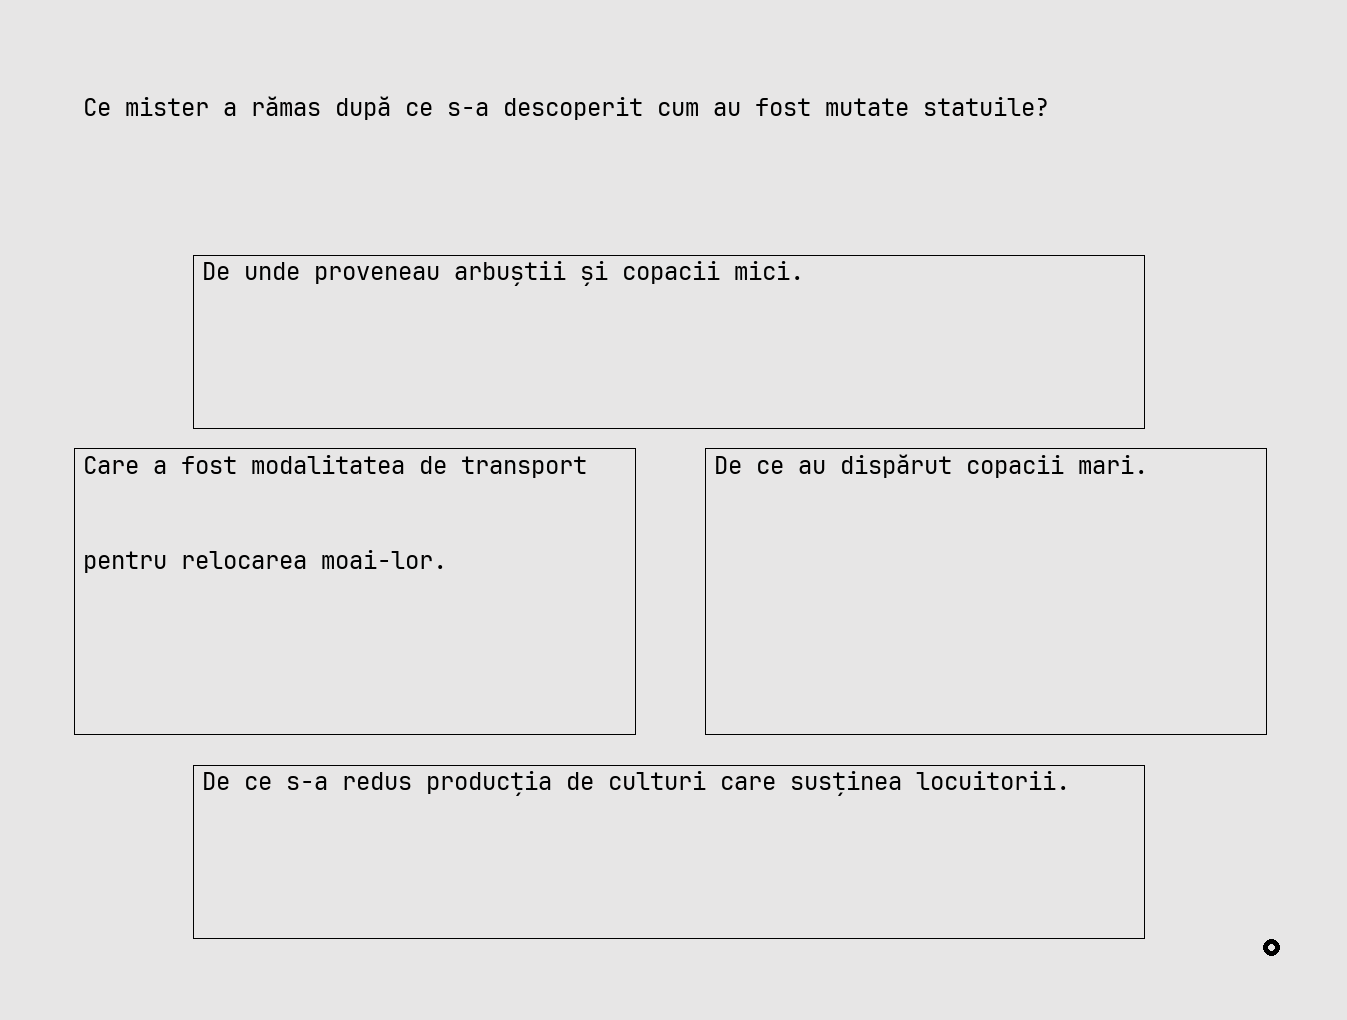 Ce mister a rămas după ce s-a descoperit cum au fost mutate statuile?
De unde proveneau arbuștii și copacii mici.
Care a fost modalitatea de transport
pentru relocarea moai-lor.
De ce au dispărut copacii mari.
De ce s-a redus producția de culturi care susținea locuitorii.